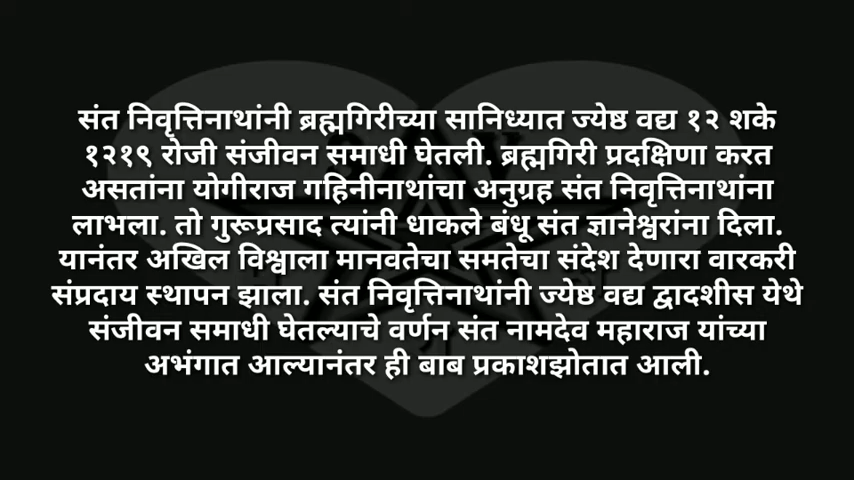 संत निवृत्तिनाथांनी ब्रह्मगिरीच्या सानिध्यात ज्येष्ठ वद्य १२ शके
१२१९ रोजी संजीवन समाधी घेतली. ब्रह्मगिरी प्रदक्षिणा करत
असतांना योगीराज गहिनीनाथांचा अनुग्रह संत निवृत्तिनाथांना
लाभला. तो गुरूप्रसाद त्यांनी धाकले बंधू संत ज्ञानेश्वरांना दिला.
यानंतर अखिल विश्वाला मानवतेचा समतेचा संदेश देणारा वारकरी
संप्रदाय स्थापन झाला. संत निवृत्तिनाथांनी ज्येष्ठ वद्य द्वादशीस येथे
संजीवन समाधी घेतल्याचे वर्णन संत नामदेव महाराज यांच्या
अभंगात आल्यानंतर ही बाब प्रकाशझोतात आली.